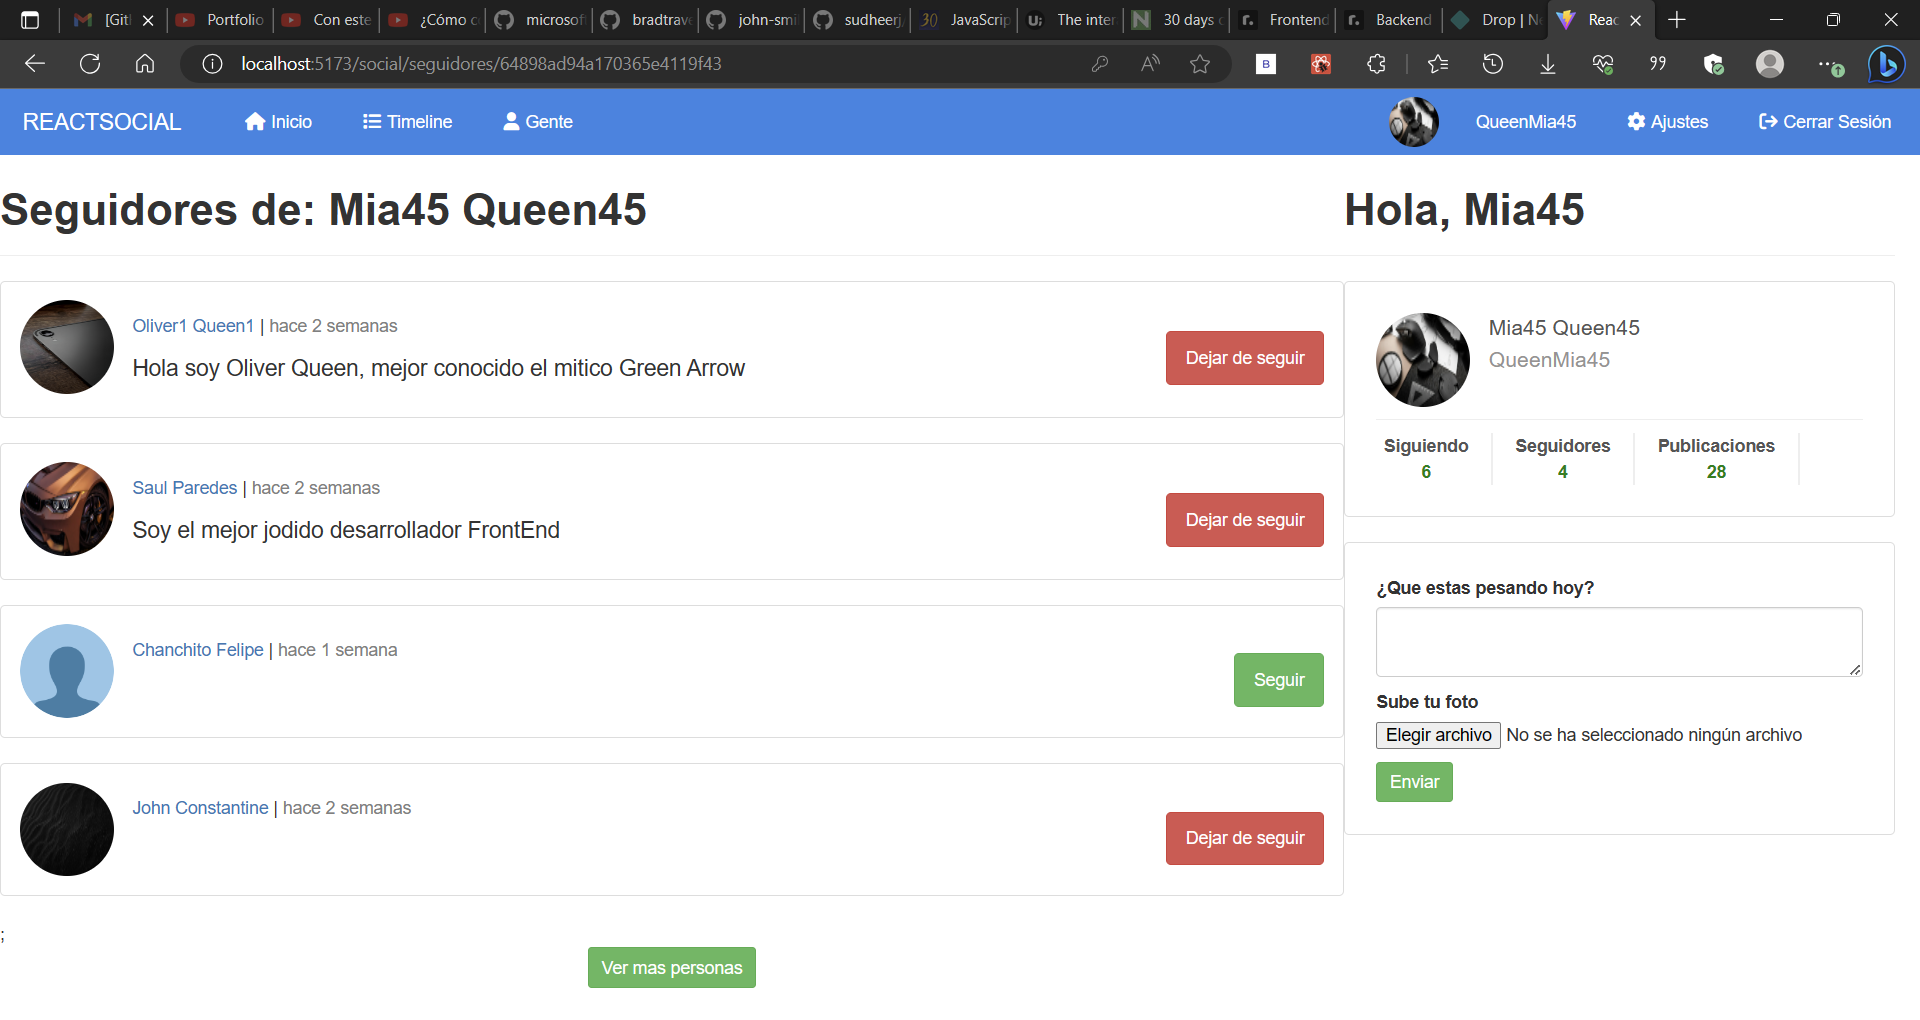 [Gitl
Portfolio
Con este
¿Cómo c
microsof
bradtrave
john-smi
sudheerj
30 JavaScrip
U; The inter
N 30 days c
r. Frontend
r. Backend
Drop | Ne
Reac
localhost:5173/social/seguidores/64898ad94a170365e4119f43
REACTSOCIAL
Inicio
Timeline
Gente
QueenMia45
Ajustes
Cerrar Sesión
Seguidores de: Mia45 Queen45
Oliver1 Queen1 | hace 2 semanas
Hola soy Oliver Queen, mejor conocido el mitico Green Arrow
Dejar de seguir
Saul Paredes | hace 2 semanas
Soy el mejor jodido desarrollador FrontEnd
Dejar de seguir
Chanchito Felipe | hace 1 semana
Seguir
John Constantine | hace 2 semanas
Dejar de seguir
;
Ver mas personas
Hola, Mia45
Mia45 Queen45
QueenMia45
Siguiendo
6
Seguidores
4
Publicaciones
28
¿Que estas pesando hoy?
Sube tu foto
Elegir archivo No se ha seleccionado ningún archivo
Enviar